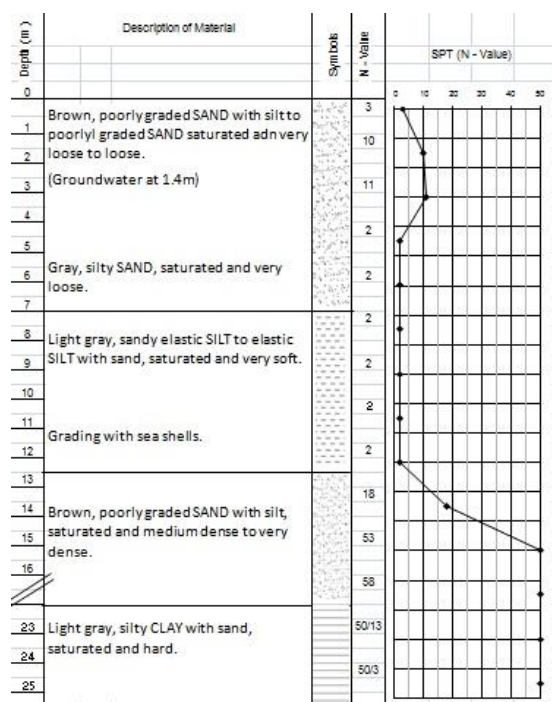 Depth (m)
Description of Material
Symbols
N - Value
SPT (N - Value)
0 10 20 30 40 50
0
Brown, poorly graded SAND with silt to
poorlyl graded SAND saturated adn very
loose to loose.
(Groundwater at 1.4m)
Gray, silty SAND, saturated and very
loose.
Light gray, sandy elastic SILT to elastic
SILT with sand, saturated and very soft.
Grading with sea shells.
Brown, poorly graded SAND with silt,
saturated and medium dense to very
dense.
Light gray, silty CLAY with sand,
saturated and hard.
1
2
3
4
5
6
7
8
9
10
11
12
13
14
15
16
23
24
25
3
10
11
2
2
2
2
2
2
18
53
58
50/13
50/3